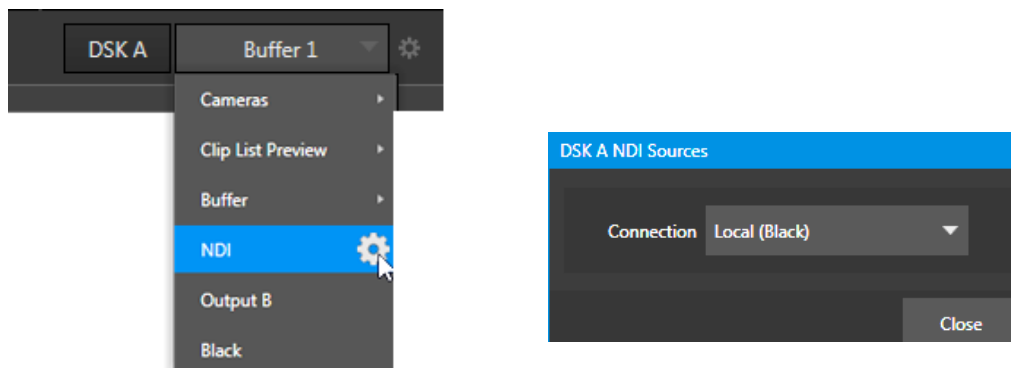 DSK A Buffer 1
Cameras
Clip List Preview
Buffer
NDI
Output B
Black
DSK A NDI Sources
Connection Local (Black)
Close